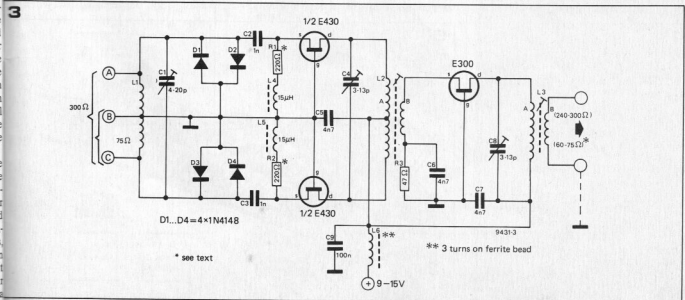 3
1/2 E430
C2
1n
R1
*
220Ω
D1
D2
s
d
g
E300
s
d
g
A
C1
4-20p
L4
15μH
C4
3-13p
L2
L1
300Ω
B
C5
4n7
A
B
C8
3-13p
L3
A
B
(240-300Ω)
(60-75Ω)*
75Ω
L5
15μH
R3
47Ω
C6
4n7
C7
4n7
C
D3
D4
R2
*
220Ω
C3
1n
g
s
d
1/2 E430
D1...D4=4×1N4148
9431-3
* see text
C9
100n
L6
**
** 3 turns on ferrite bead
+ 9–15V